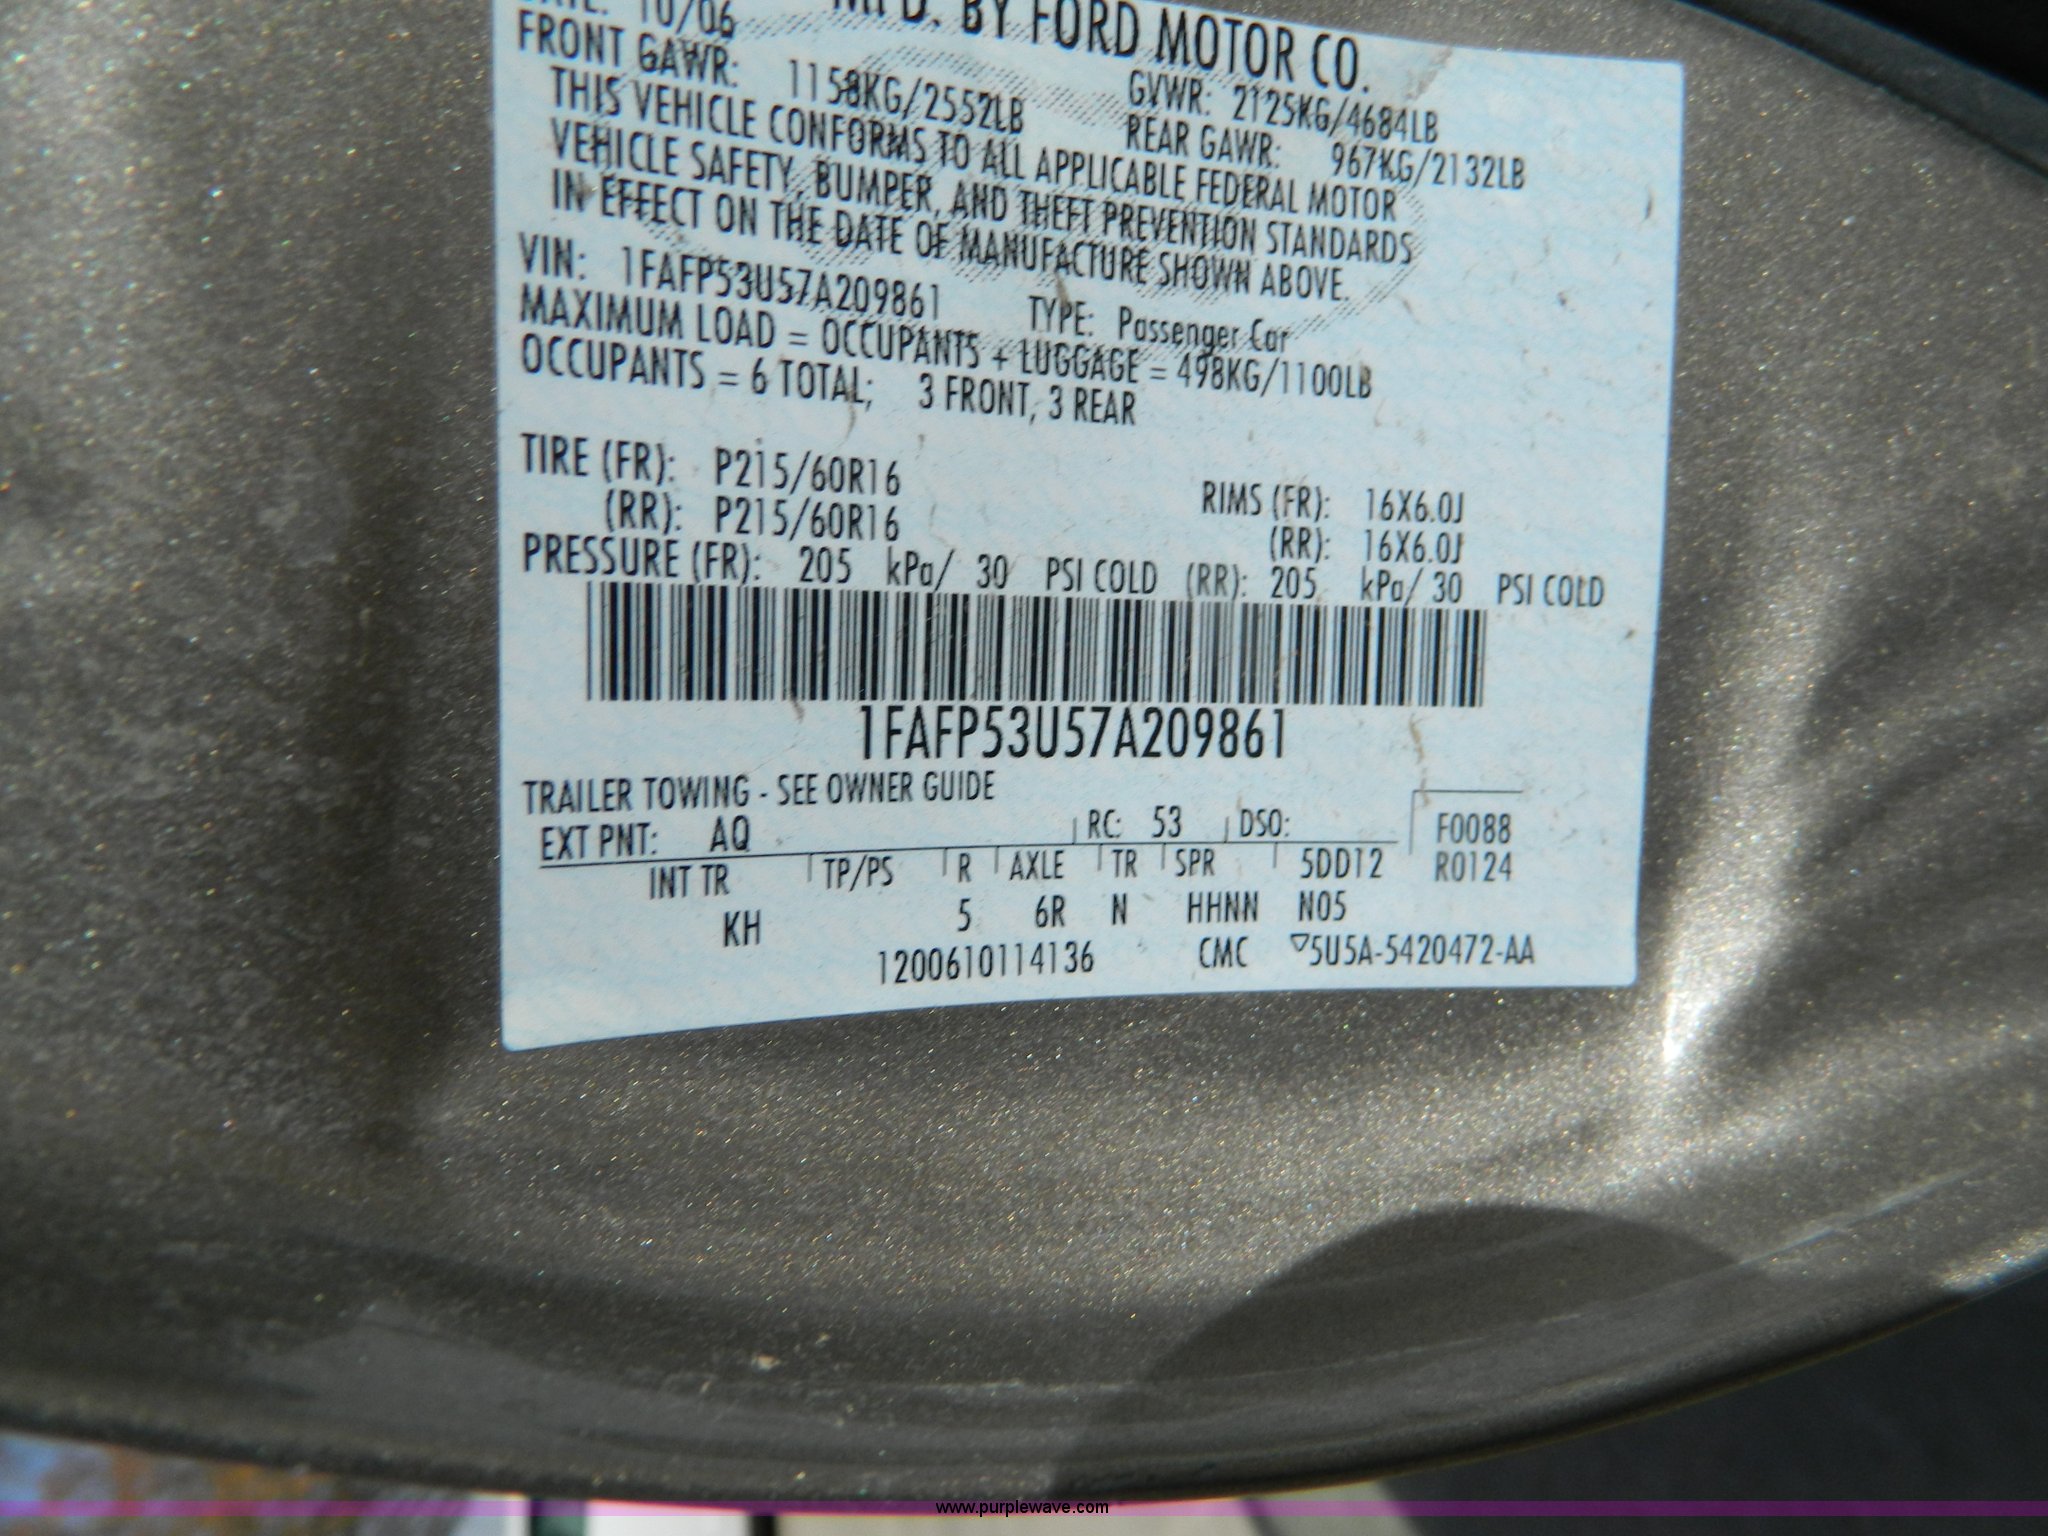 DATE: 10/06 MFD. BY FORD MOTOR CO.
FRONT GAWR: 1158KG/2552LB GVWR: 2125KG/4684LB
REAR GAWR: 967KG/2132LB
THIS VEHICLE CONFORMS TO ALL APPLICABLE FEDERAL MOTOR
VEHICLE SAFETY, BUMPER, AND THEFT PREVENTION STANDARDS
IN EFFECT ON THE DATE OF MANUFACTURE SHOWN ABOVE.
VIN: 1FAFP53U57A209861 TYPE: Passenger Car
MAXIMUM LOAD = OCCUPANTS + LUGGAGE = 498KG/1100LB
OCCUPANTS = 6 TOTAL; 3 FRONT, 3 REAR
TIRE (FR): P215/60R16 RIMS (FR): 16X6.0J
(RR): P215/60R16 (RR): 16X6.0J
PRESSURE (FR): 205 kPa/ 30 PSI COLD (RR): 205 kPa/ 30 PSI COLD
1FAFP53U57A209861
TRAILER TOWING - SEE OWNER GUIDE
EXT PNT: AQ RC: 53 DSO: F0088
INT TR TP/PS R AXLE TR SPR 5DD12 R0124
KH 5 6R N HHNN N05
1200610114136 CMC ▽5U5A-5420472-AA
www.purplewave.com